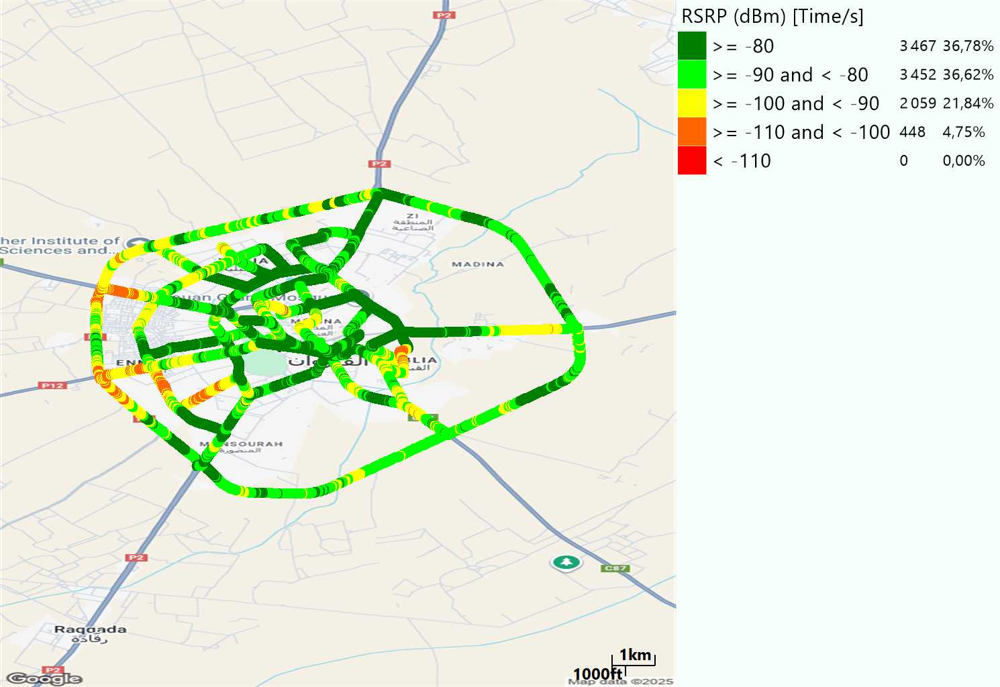 RSRP (dBm) [Time/s]
>= -80 3 467 36,78%
>= -90 and < -80 3 452 36,62%
>= -100 and < -90 2 059 21,84%
>= -110 and < -100 448 4,75%
< -110 0 0,00%
P2
P2
ZI
المنطقة
الصناعية
her Institute of
Sciences and...
MADINA
P12
MANSOURAH
المنصورة
P2
C87
Raqqada
رقادة
P2
1km
1000ft
Google
Map data ©2025